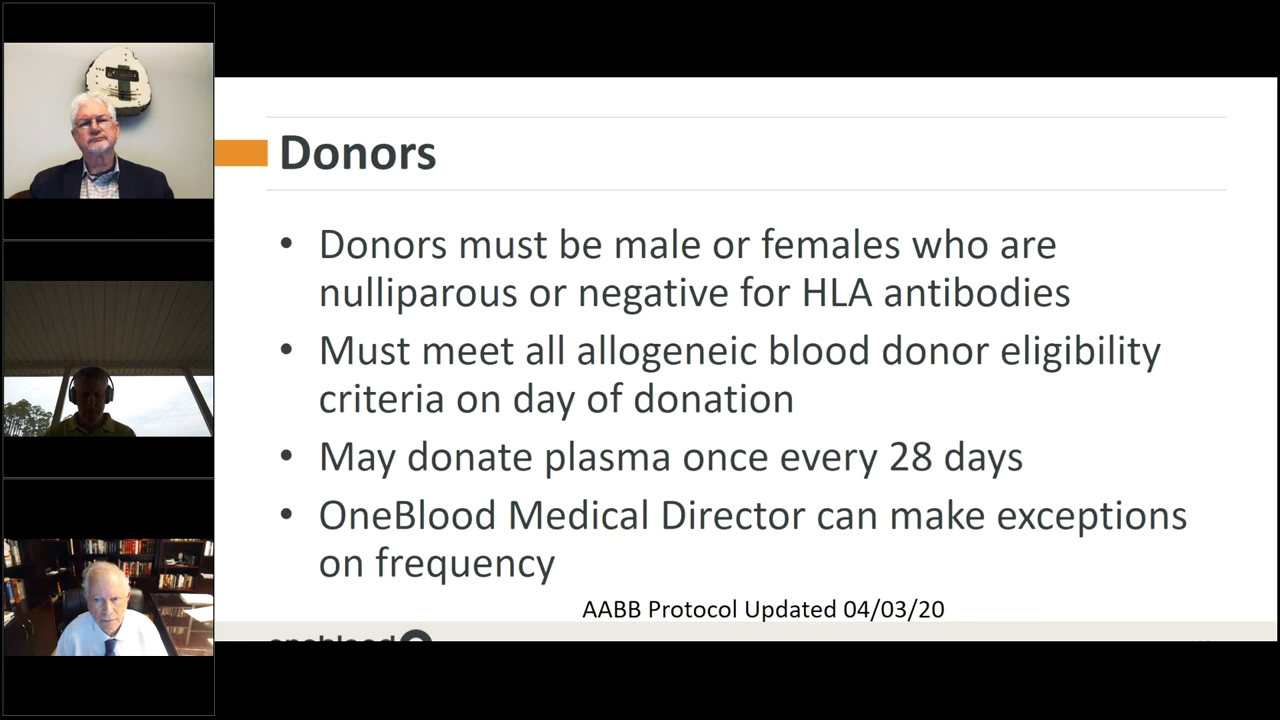 Donors
• Donors must be male or females who are
nulliparous or negative for HLA antibodies
• Must meet all allogeneic blood donor eligibility
criteria on day of donation
• May donate plasma once every 28 days
• OneBlood Medical Director can make exceptions
on frequency
AABB Protocol Updated 04/03/20
oneblood